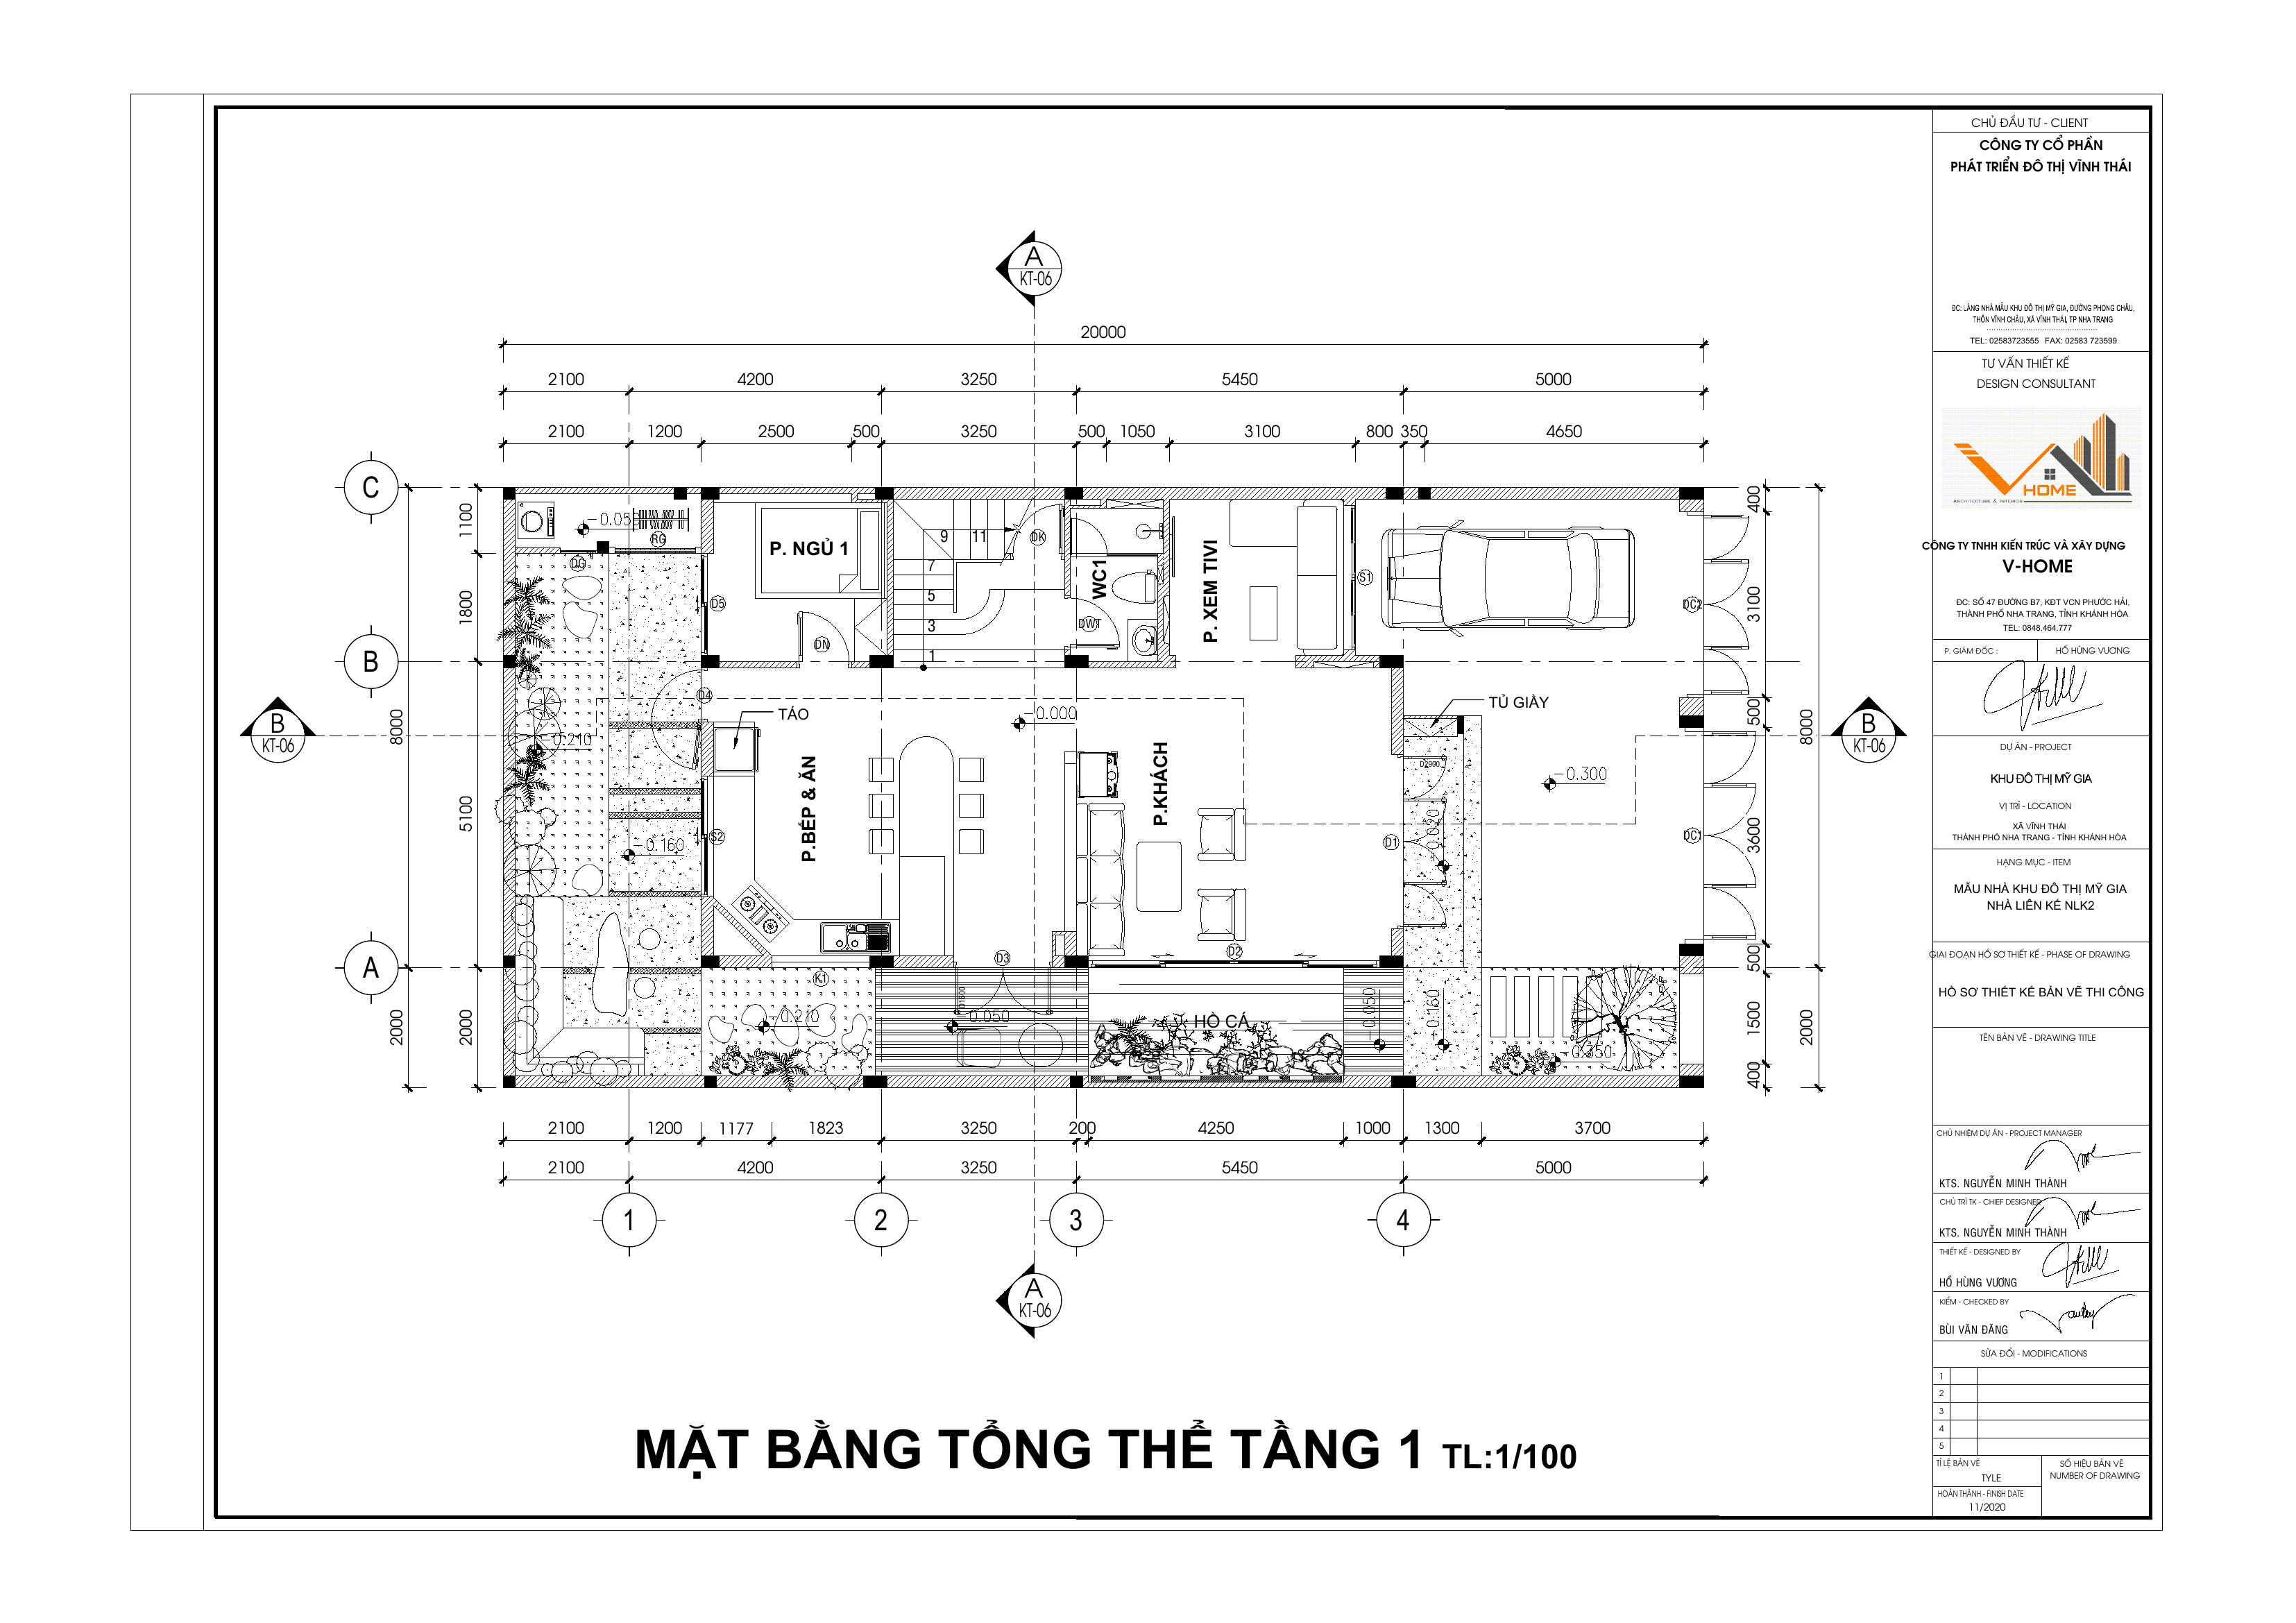 A
KT-06
20000
2100 4200 3250 5450 5000
2100 1200 2500 500 3250 500 1050 3100 800 350 4650
C
B
A
B
KT-06
8000
2000
1100
1800
5100
2000
-0.050
RG
DG
P. NGỦ 1
D5
DN
9 11
7
5
3
1
DK
WC1
DWT
P. XEM TIVI
S1
DC2
D4
TÁO
-0.210
-0.000
TỦ GIẦY
P.BẾP & ĂN
P.KHÁCH
D2900
-0.300
-0.160
S2
-0.050
D1
DC1
D3
D2
K1
-0.210
D1600
-0.050
HỒ CÁ
-0.050
-0.160
-0.350
400
3100
500
3600
500
1500
400
8000
2000
B
KT-06
2100 1200 1177 1823 3250 200 4250 1000 1300 3700
2100 4200 3250 5450 5000
1 2 3 4
A
KT-06
MẶT BẰNG TỔNG THỂ TẦNG 1 TL:1/100
CHỦ ĐẦU TƯ - CLIENT
CÔNG TY CỔ PHẦN
PHÁT TRIỂN ĐÔ THỊ VĨNH THÁI
ĐC: LÀNG NHÀ MẪU KHU ĐÔ THỊ MỸ GIA, ĐƯỜNG PHONG CHÂU,
THÔN VĨNH CHÂU, XÃ VĨNH THÁI, TP NHA TRANG
TEL: 02583723555 FAX: 02583 723599
TƯ VẤN THIẾT KẾ
DESIGN CONSULTANT
HOME
ARCHITECTURE & INTERIOR
CÔNG TY TNHH KIẾN TRÚC VÀ XÂY DỰNG
V-HOME
ĐC: SỐ 47 ĐƯỜNG B7, KĐT VCN PHƯỚC HẢI,
THÀNH PHỐ NHA TRANG, TỈNH KHÁNH HÒA
TEL: 0848.464.777
P. GIÁM ĐỐC : HỒ HÙNG VƯƠNG
DỰ ÁN - PROJECT
KHU ĐÔ THỊ MỸ GIA
VỊ TRÍ - LOCATION
XÃ VĨNH THÁI
THÀNH PHỐ NHA TRANG - TỈNH KHÁNH HÒA
HẠNG MỤC - ITEM
MẪU NHÀ KHU ĐÔ THỊ MỸ GIA
NHÀ LIÊN KẾ NLK2
GIAI ĐOẠN HỒ SƠ THIẾT KẾ - PHASE OF DRAWING
HỒ SƠ THIẾT KẾ BẢN VẼ THI CÔNG
TÊN BẢN VẼ - DRAWING TITLE
CHỦ NHIỆM DỰ ÁN - PROJECT MANAGER
KTS. NGUYỄN MINH THÀNH
CHỦ TRÌ TK - CHIEF DESIGNER
KTS. NGUYỄN MINH THÀNH
THIẾT KẾ - DESIGNED BY
HỒ HÙNG VƯƠNG
KIỂM - CHECKED BY
BÙI VĂN ĐĂNG
SỬA ĐỔI - MODIFICATIONS
1
2
3
4
5
TỈ LỆ BẢN VẼ
TYLE
SỐ HIỆU BẢN VẼ
NUMBER OF DRAWING
HOÀN THÀNH - FINISH DATE
11/2020